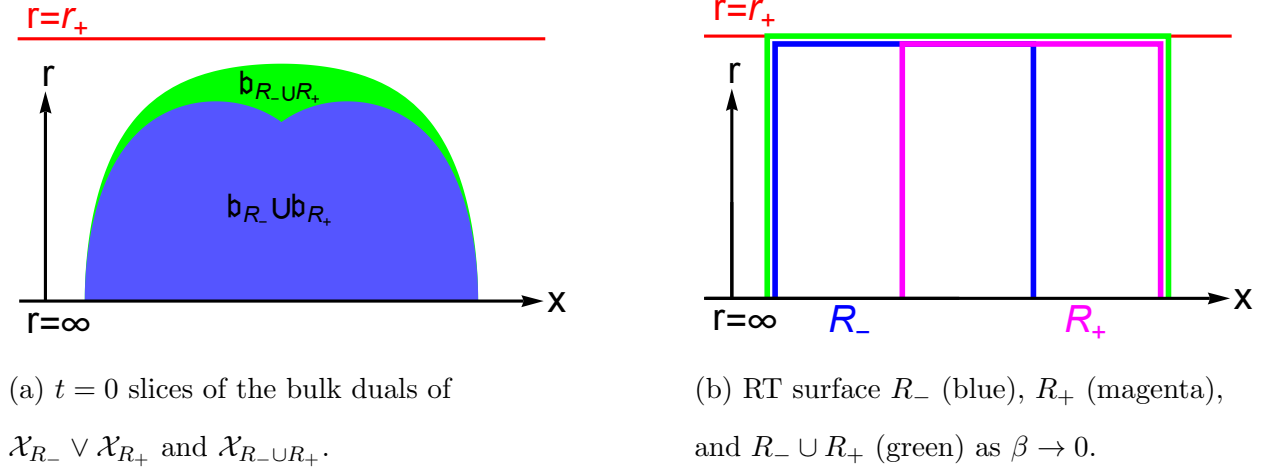 r=r₊
r
𝔟_{R₋∪R₊}
𝔟_{R₋}∪𝔟_{R₊}
x
r=∞
(a) t = 0 slices of the bulk duals of
𝒳_{R₋} ∨ 𝒳_{R₊} and 𝒳_{R₋∪R₊}.
r=r₊
r
x
r=∞
R₋
R₊
(b) RT surface R₋ (blue), R₊ (magenta),
and R₋ ∪ R₊ (green) as β → 0.